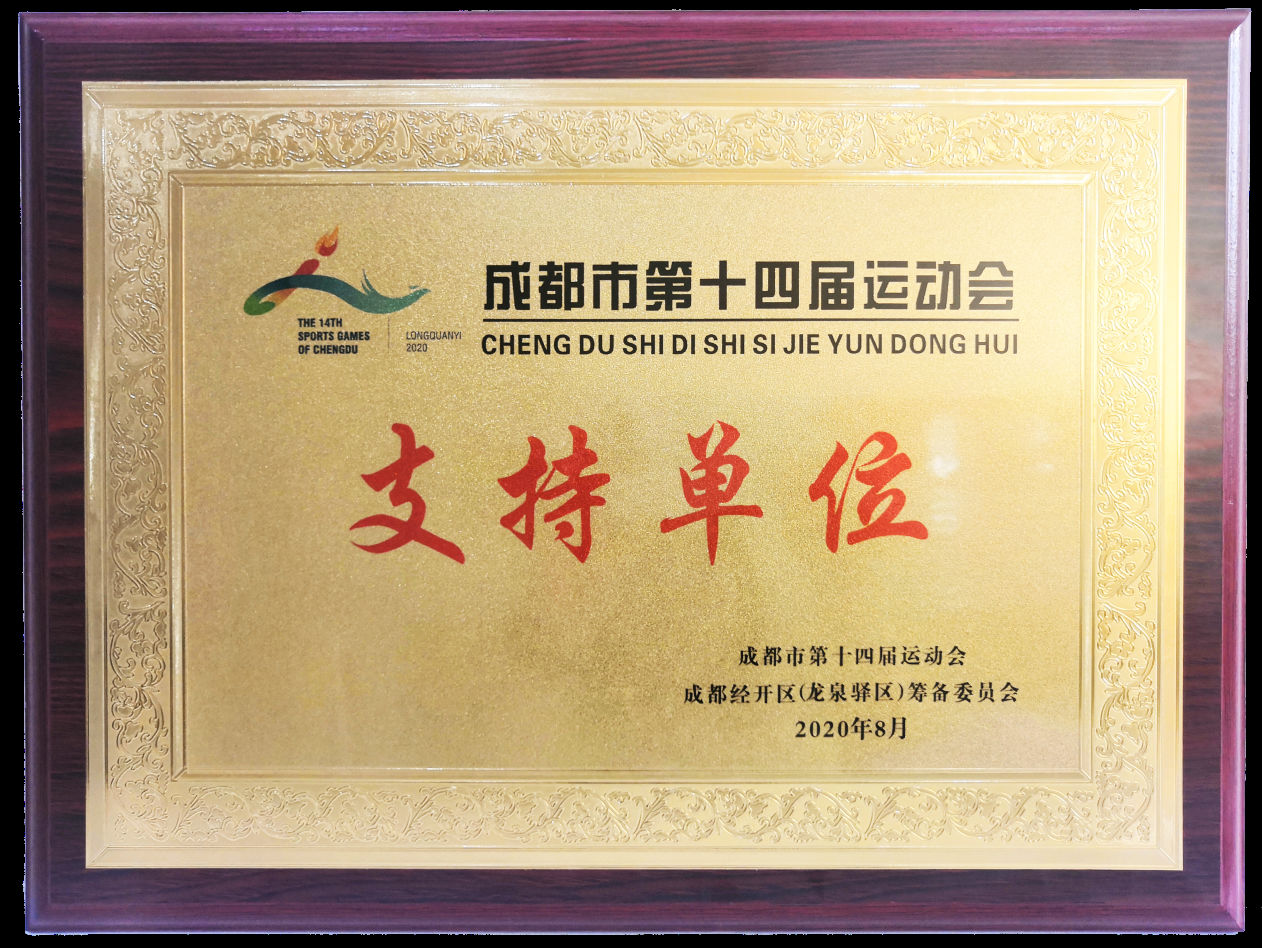 THE 14TH
SPORTS GAMES
OF CHENGDU
LONGQUANYI
2020
成都市第十四届运动会
CHENG DU SHI DI SHI SI JIE YUN DONG HUI
支持单位
成都市第十四届运动会
成都经开区(龙泉驿区)筹备委员会
2020年8月